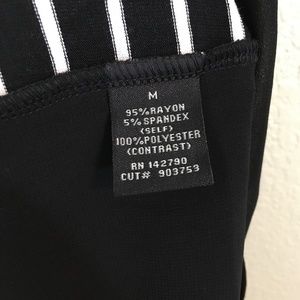 M
95%RAYON
5%SPANDEX
(SELF)
100%POLYESTER
(CONTRAST)
RN 142790
CUT# 903753